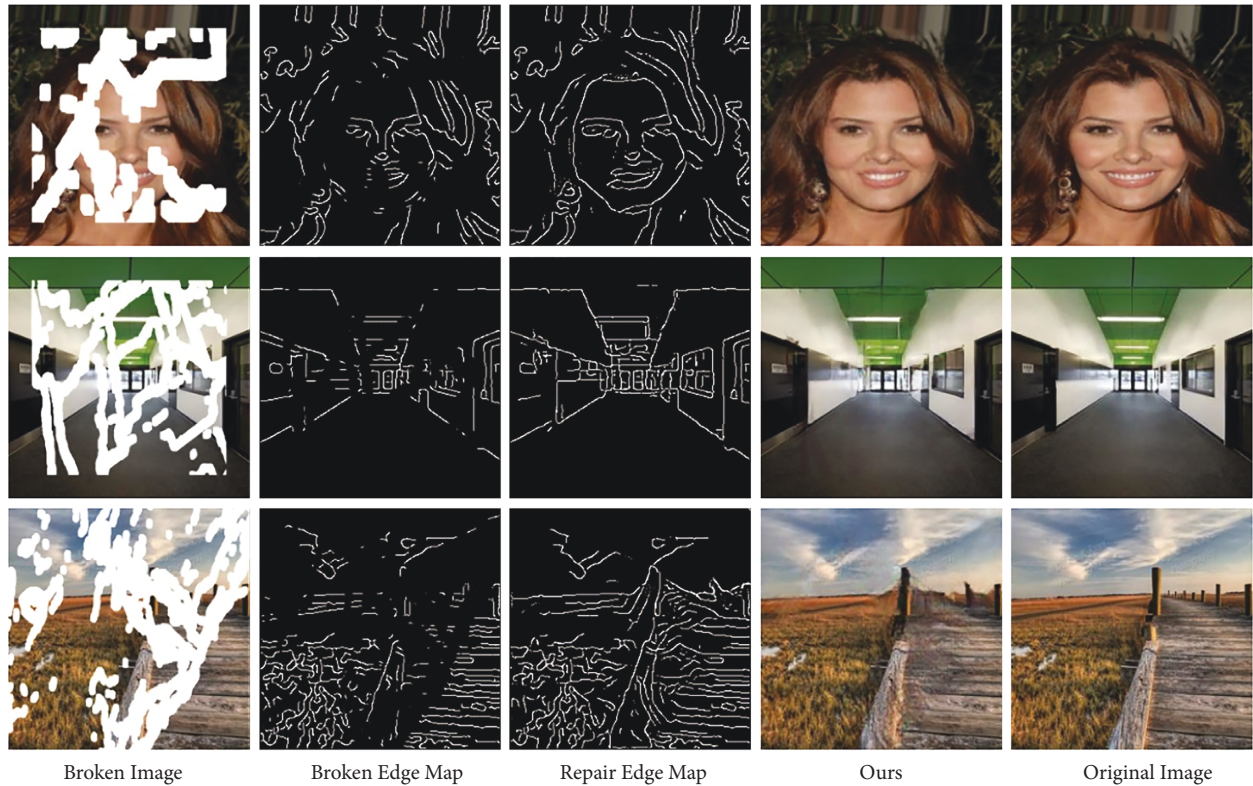 Broken Image
Broken Edge Map
Repair Edge Map
Ours
Original Image